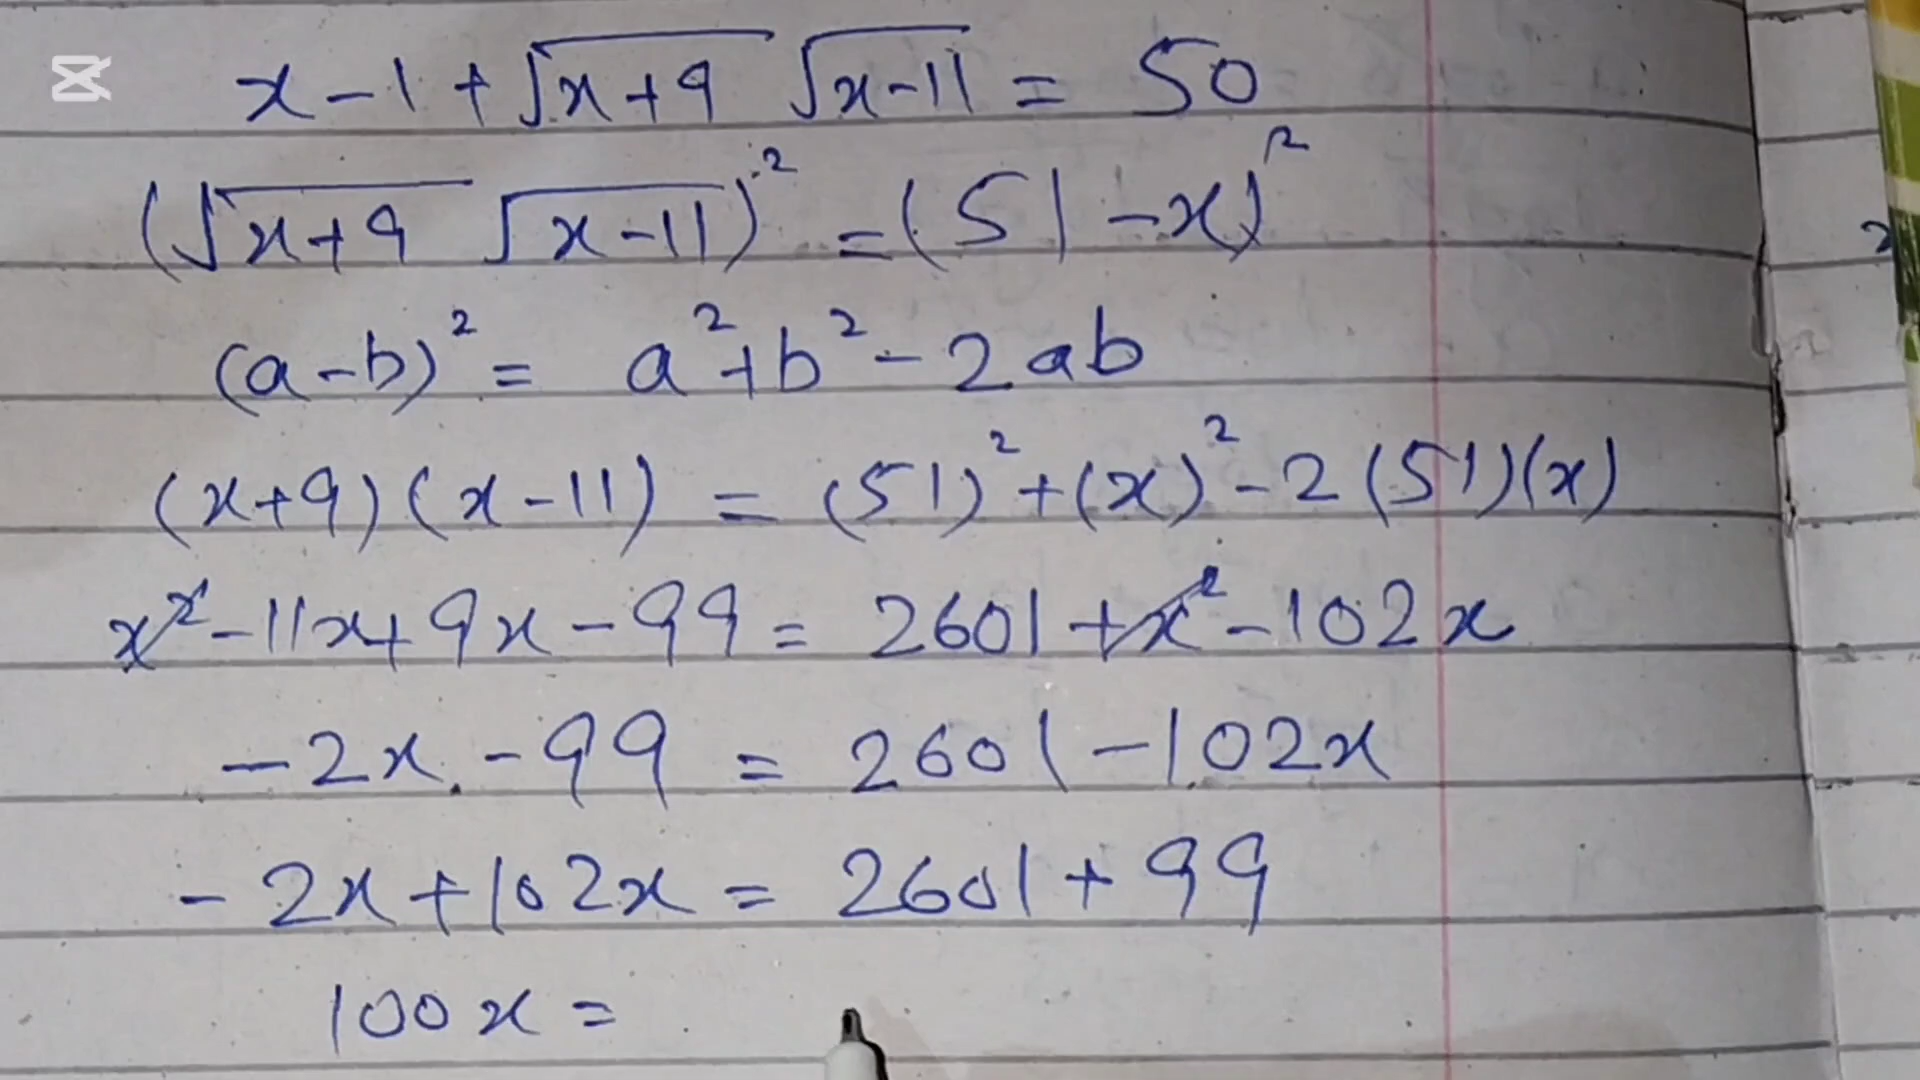 x-1+√x+9 √x-11 = 50
(√x+9 √x-11)² = (51-x)²
(a-b)² = a²+b²-2ab
(x+9)(x-11) = (51)²+(x)²-2(51)(x)
x²-11x+9x-99 = 2601+x²-102x
-2x-99 = 2601-102x
-2x+102x = 2601+99
100x =